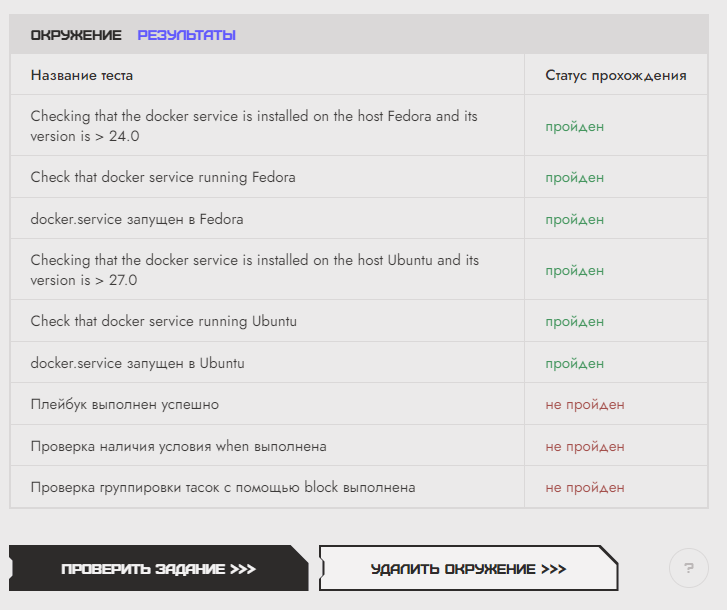 ОКРУЖЕНИЕ РЕЗУЛЬТАТЫ
Название теста Статус прохождения
Checking that the docker service is installed on the host Fedora and its
version is > 24.0
пройден
Check that docker service running Fedora пройден
docker.service запущен в Fedora пройден
Checking that the docker service is installed on the host Ubuntu and its
version is > 27.0
пройден
Check that docker service running Ubuntu пройден
docker.service запущен в Ubuntu пройден
Плейбук выполнен успешно не пройден
Проверка наличия условия when выполнена не пройден
Проверка группировки тасок с помощью block выполнена не пройден
ПРОВЕРИТЬ ЗАДАНИЕ >>> УДАЛИТЬ ОКРУЖЕНИЕ >>> ?